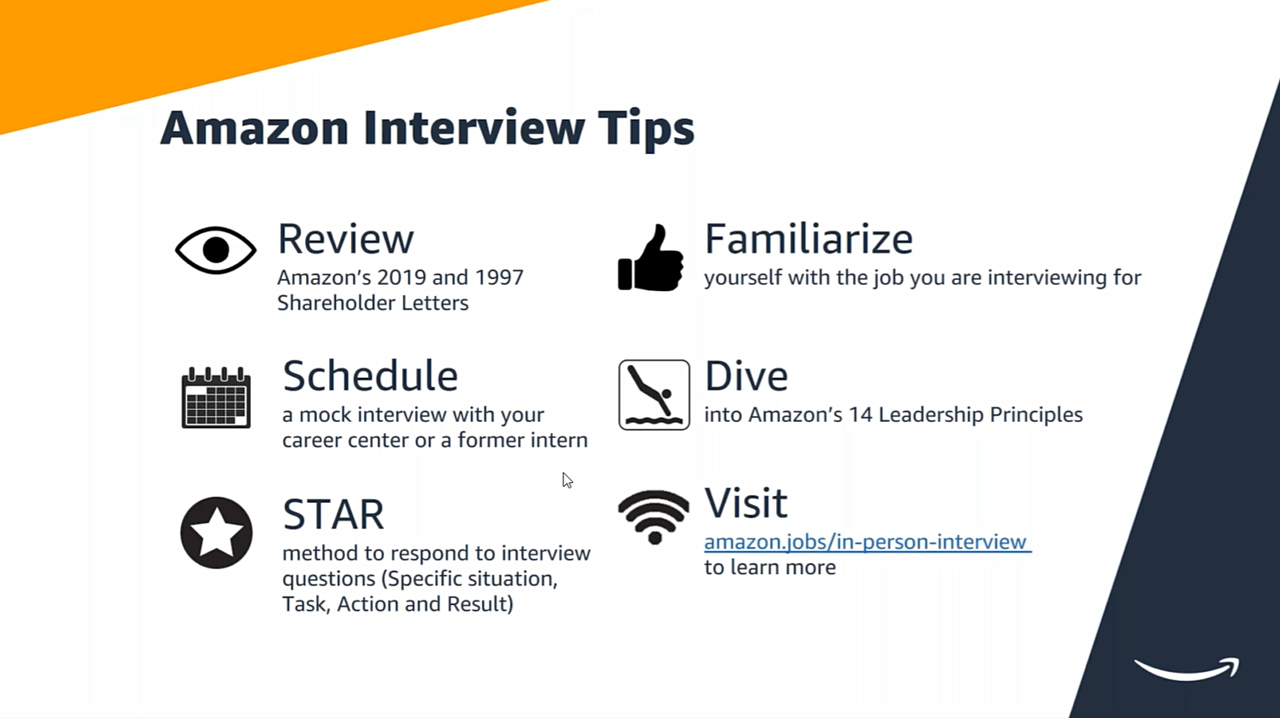 Amazon Interview Tips
Review
Amazon's 2019 and 1997
Shareholder Letters
Familiarize
yourself with the job you are interviewing for
Schedule
a mock interview with your
career center or a former intern
Dive
into Amazon's 14 Leadership Principles
STAR
method to respond to interview
questions (Specific situation,
Task, Action and Result)
Visit
amazon.jobs/in-person-interview
to learn more